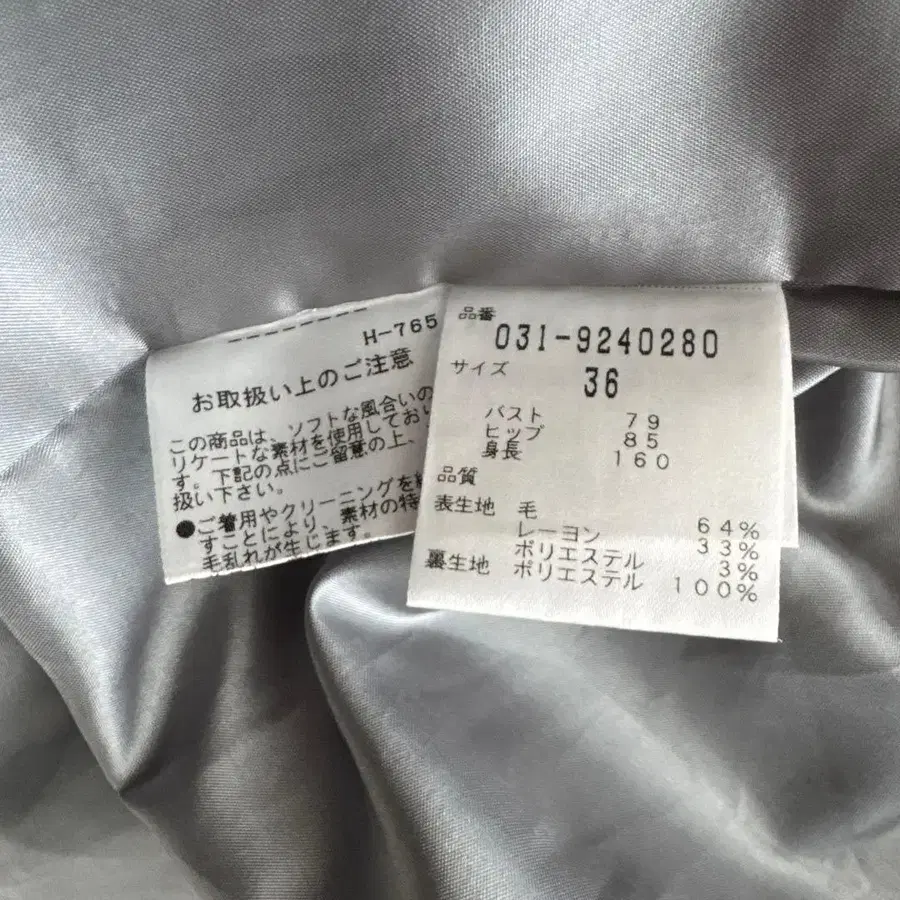 H-765
お取扱い上のご注意
この商品は、ソフトな風合いの
リケートな素材を使用しており
す。下記の点にご留意の上、
扱い下さい。
●ご着用やクリーニングを
すことにより、素材の特
毛乱れが生じます。
品番
031-9240280
サイズ
36
バスト 79
ヒップ 85
身長 160
品質
表生地 毛 64%
レーヨン 33%
ポリエステル 3%
裏生地 ポリエステル 100%